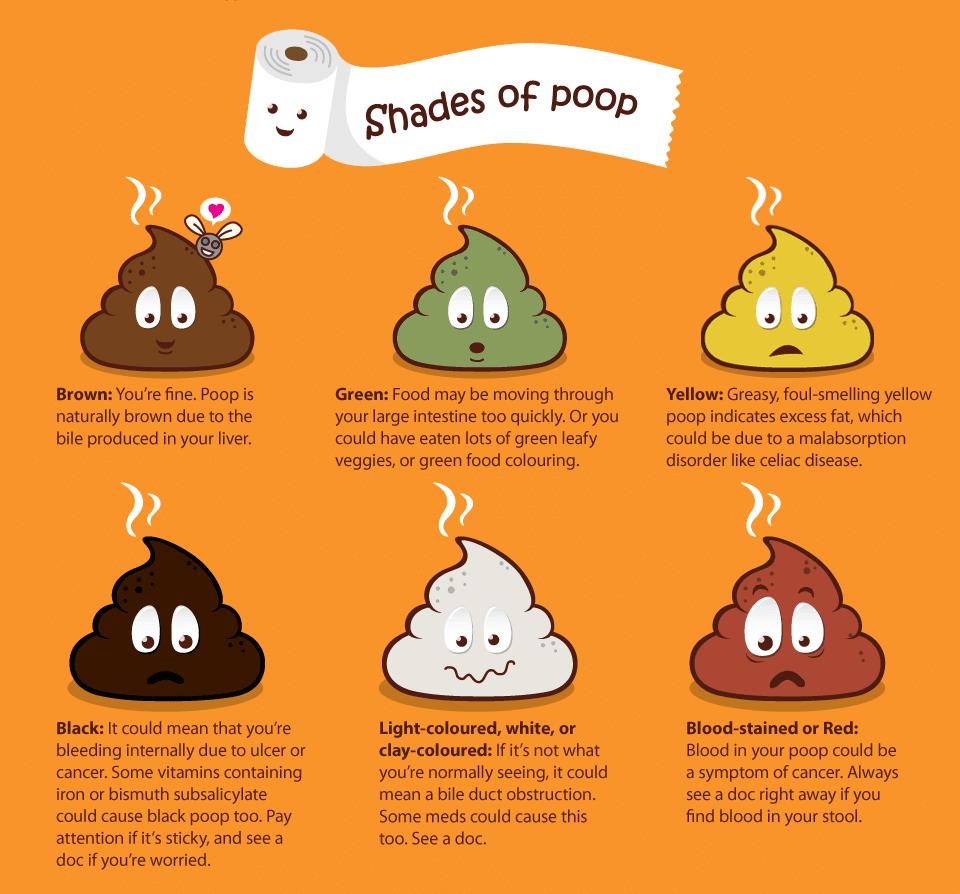 Shades of poop
Brown: You’re fine. Poop is
naturally brown due to the
bile produced in your liver.
Green: Food may be moving through
your large intestine too quickly. Or you
could have eaten lots of green leafy
veggies, or green food colouring.
Yellow: Greasy, foul-smelling yellow
poop indicates excess fat, which
could be due to a malabsorption
disorder like celiac disease.
Black: It could mean that you’re
bleeding internally due to ulcer or
cancer. Some vitamins containing
iron or bismuth subsalicylate
could cause black poop too. Pay
attention if it’s sticky, and see a
doc if you’re worried.
Light-coloured, white, or
clay-coloured: If it’s not what
you’re normally seeing, it could
mean a bile duct obstruction.
Some meds could cause this
too. See a doc.
Blood-stained or Red:
Blood in your poop could be
a symptom of cancer. Always
see a doc right away if you
find blood in your stool.